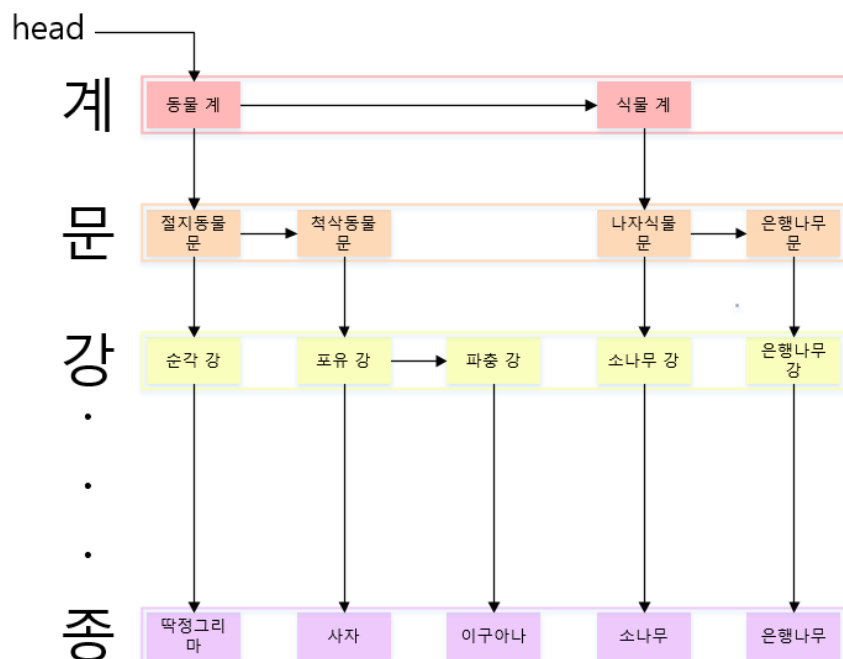 head
계
동물 계
식물 계
문
절지동물
문
척삭동물
문
나자식물
문
은행나무
문
강
순각 강
포유 강
파충 강
소나무 강
은행나무
강
.
.
.
종
딱정그리
마
사자
이구아나
소나무
은행나무